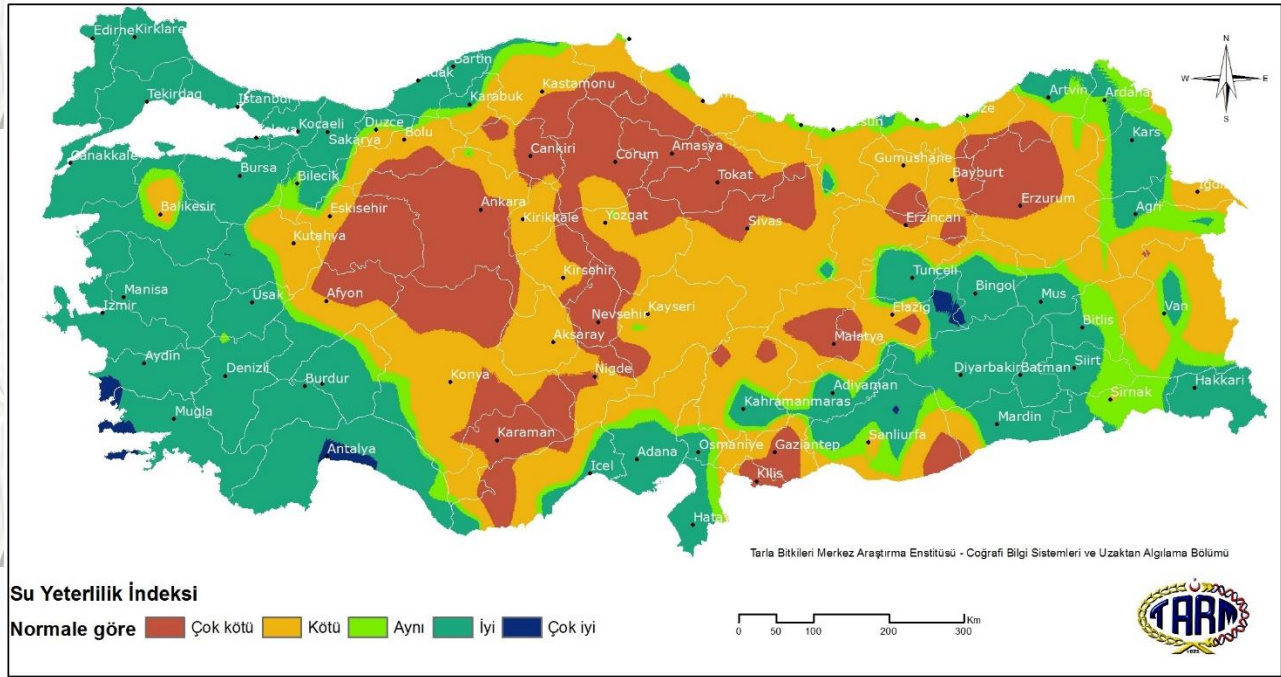 Edirne Kirklare
Bartin
Kastamonu
Tekirdag
Istanbul
Karabuk
Artvin
Ardaha
Kocaeli
Duzce
Sakarya
Bolu
Kars
Canakkale
Bursa
Bilecik
Cankiri
Corum
Amasya
Gumushane
Bayburt
Igdi
Tokat
Balikesir
Eskisehir
Ankara
Kirikkale
Yozgat
Sivas
Erzincan
Erzurum
Agri
Kutahya
Manisa
Izmir
Usak
Afyon
Kirsehir
Nevsehir
Kayseri
Tunceli
Bingol
Mus
Elazig
Bitlis
Van
Aksaray
Malatya
Aydin
Denizli
Burdur
Konya
Nigde
Adiyaman
Diyarbakir
Batman
Siirt
Kahramanmaras
Sirnak
Hakkari
Mugla
Karaman
Mardin
Antalya
Icel
Adana
Osmaniye
Gaziantep
Sanliurfa
Kilis
Hata
N
W
E
S
Tarla Bitkileri Merkez Araştırma Enstitüsü - Coğrafi Bilgi Sistemleri ve Uzaktan Algılama Bölümü
Su Yeterlilik İndeksi
Normale göre Çok kötü Kötü Aynı İyi Çok iyi
Km
0 50 100 200 300
TARM